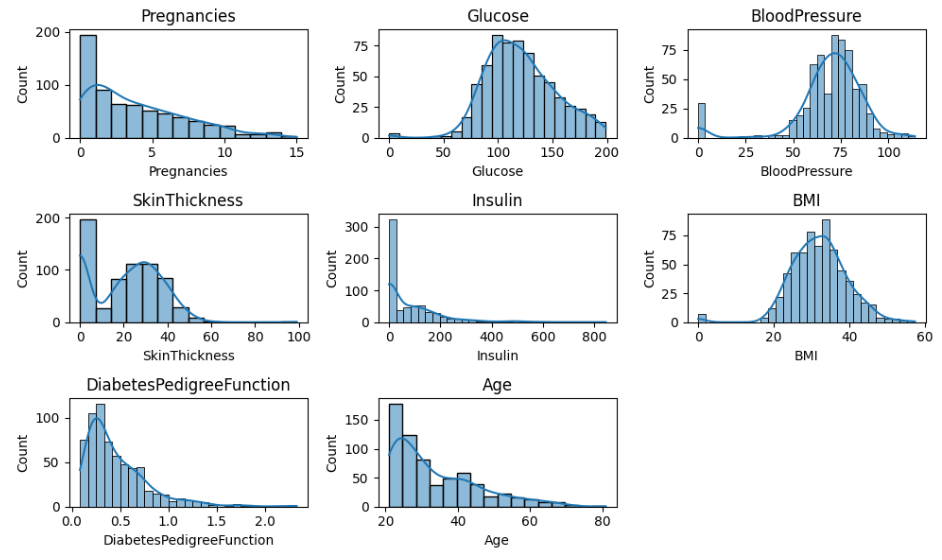 Pregnancies
Glucose
BloodPressure
200
100
0
Count
0 5 10 15
Pregnancies
75
50
25
0
Count
0 50 100 150 200
Glucose
75
50
25
0
Count
0 25 50 75 100
BloodPressure
SkinThickness
Insulin
BMI
200
100
0
Count
0 20 40 60 80 100
SkinThickness
300
200
100
0
Count
0 200 400 600 800
Insulin
75
50
25
0
Count
0 20 40 60
BMI
DiabetesPedigreeFunction
Age
100
50
0
Count
0.0 0.5 1.0 1.5 2.0
DiabetesPedigreeFunction
150
100
50
0
Count
20 40 60 80
Age